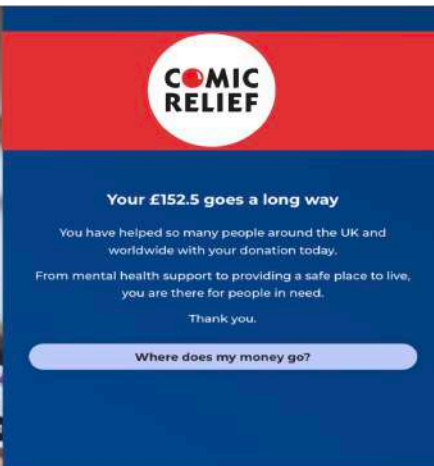 COMIC
RELIEF
Your £152.5 goes a long way
You have helped so many people around the UK and
worldwide with your donation today.
From mental health support to providing a safe place to live,
you are there for people in need.
Thank you.
Where does my money go?